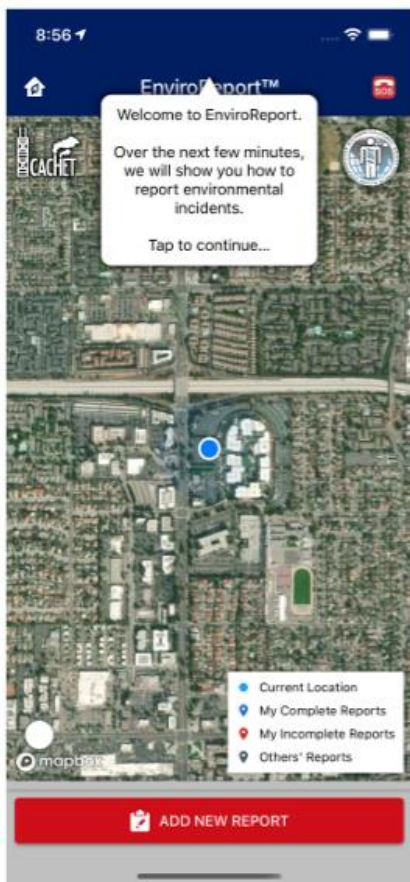 8:56
EnviroReport™
SOS
Welcome to EnviroReport.
Over the next few minutes,
we will show you how to
report environmental
incidents.
Tap to continue...
CACHET
Current Location
My Complete Reports
My Incomplete Reports
Others' Reports
mapbox
ADD NEW REPORT